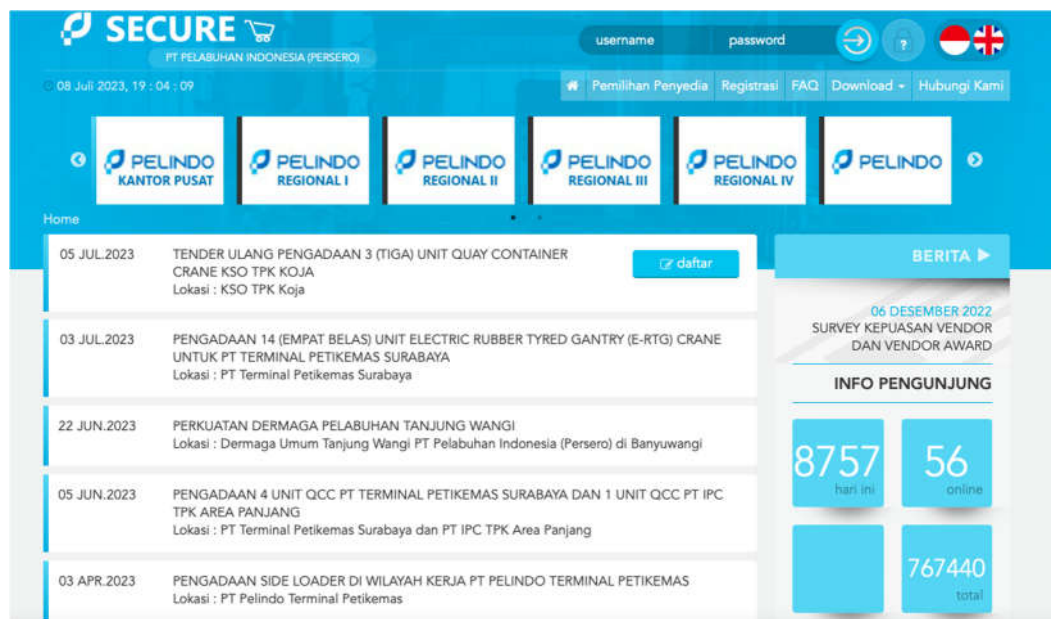 SECURE
PT PELABUHAN INDONESIA (PERSERO)
username
password
?
08 Juli 2023, 19 : 04 : 09
Pemilihan Penyedia
Registrasi
FAQ
Download
Hubungi Kami
PELINDO
KANTOR PUSAT
PELINDO
REGIONAL I
PELINDO
REGIONAL II
PELINDO
REGIONAL III
PELINDO
REGIONAL IV
PELINDO
Home
05 JUL.2023
TENDER ULANG PENGADAAN 3 (TIGA) UNIT QUAY CONTAINER
CRANE KSO TPK KOJA
Lokasi : KSO TPK Koja
daftar
03 JUL.2023
PENGADAAN 14 (EMPAT BELAS) UNIT ELECTRIC RUBBER TYRED GANTRY (E-RTG) CRANE
UNTUK PT TERMINAL PETIKEMAS SURABAYA
Lokasi : PT Terminal Petikemas Surabaya
22 JUN.2023
PERKUATAN DERMAGA PELABUHAN TANJUNG WANGI
Lokasi : Dermaga Umum Tanjung Wangi PT Pelabuhan Indonesia (Persero) di Banyuwangi
05 JUN.2023
PENGADAAN 4 UNIT QCC PT TERMINAL PETIKEMAS SURABAYA DAN 1 UNIT QCC PT IPC
TPK AREA PANJANG
Lokasi : PT Terminal Petikemas Surabaya dan PT IPC TPK Area Panjang
03 APR.2023
PENGADAAN SIDE LOADER DI WILAYAH KERJA PT PELINDO TERMINAL PETIKEMAS
Lokasi : PT Pelindo Terminal Petikemas
BERITA
06 DESEMBER 2022
SURVEY KEPUASAN VENDOR
DAN VENDOR AWARD
INFO PENGUNJUNG
8757
hari ini
56
online
767440
total